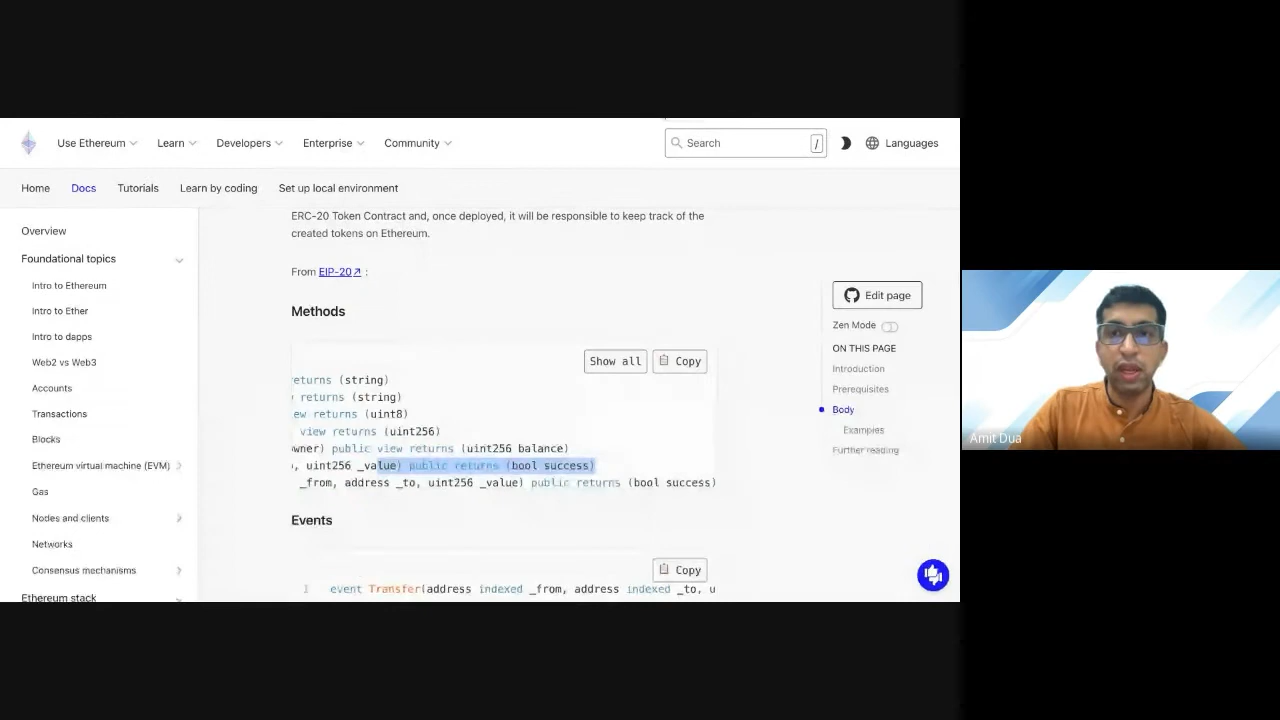 Use Ethereum Learn Developers Enterprise Community Search / Languages
Home Docs Tutorials Learn by coding Set up local environment
Overview
Foundational topics
Intro to Ethereum
Intro to Ether
Intro to dapps
Web2 vs Web3
Accounts
Transactions
Blocks
Ethereum virtual machine (EVM)
Gas
Nodes and clients
Networks
Consensus mechanisms
Ethereum stack
ERC-20 Token Contract and, once deployed, it will be responsible to keep track of the
created tokens on Ethereum.
From EIP-20 :
Methods
Show all Copy
returns (string)
returns (string)
ew returns (uint8)
view returns (uint256)
owner) public view returns (uint256 balance)
, uint256 _value) public returns (bool success)
_from, address _to, uint256 _value) public returns (bool success)
Events
Copy
1 event Transfer(address indexed _from, address indexed _to, u
Edit page
Zen Mode
ON THIS PAGE
Introduction
Prerequisites
Body
Examples
Further reading
Amit Dua